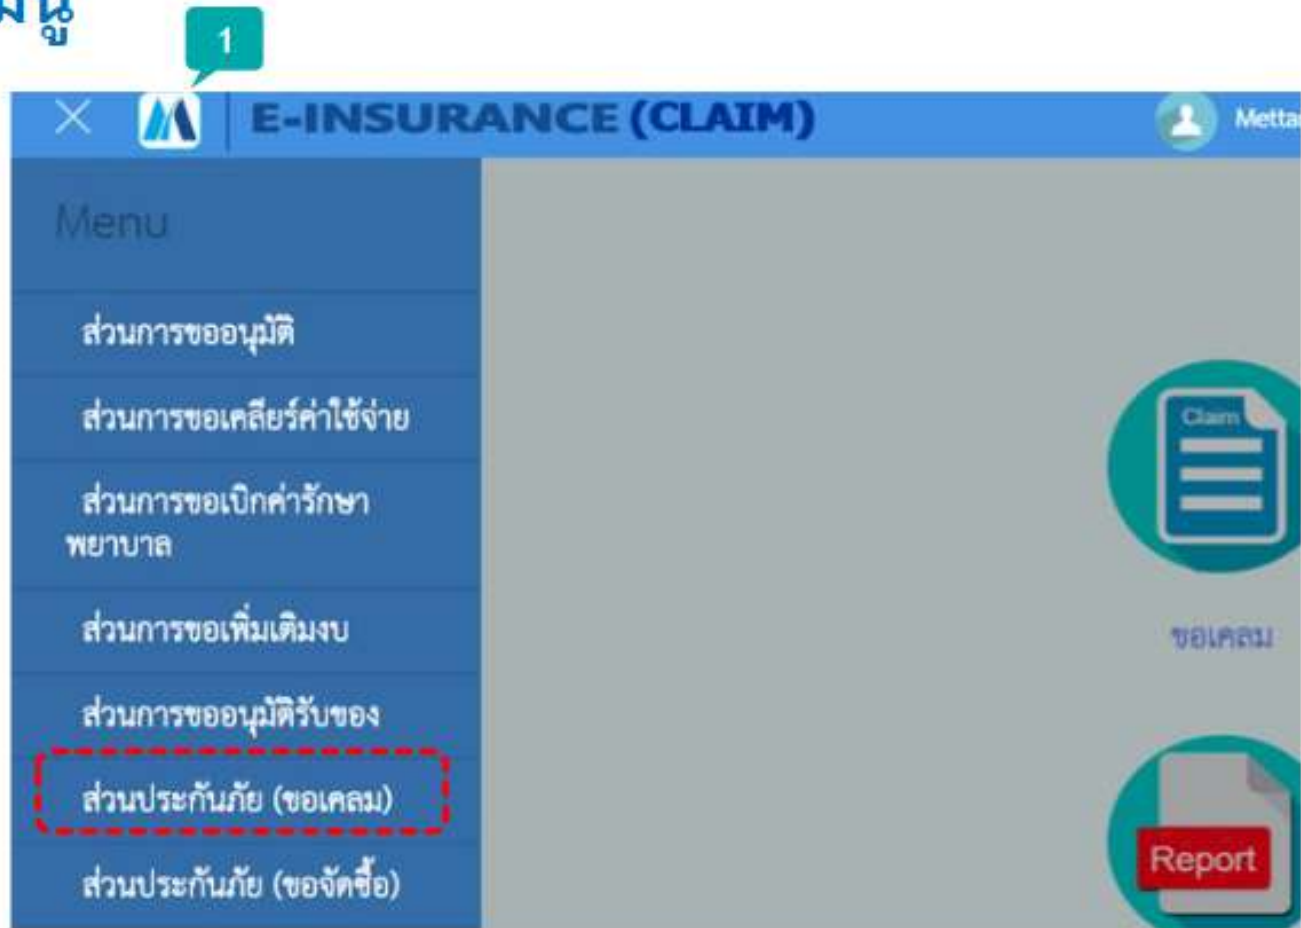 1
E-INSURANCE (CLAIM)
Menu
ส่วนการขออนุมัติ
ส่วนการขอเคลียร์ค่าใช้จ่าย
ส่วนการขอเบิกค่ารักษา
พยาบาล
ส่วนการขอเพิ่มเติมงบ
ส่วนการขออนุมัติรับของ
ส่วนประกันภัย (ขอเคลม)
ส่วนประกันภัย (ขอจัดซื้อ)
Claim
ขอเคลม
Report